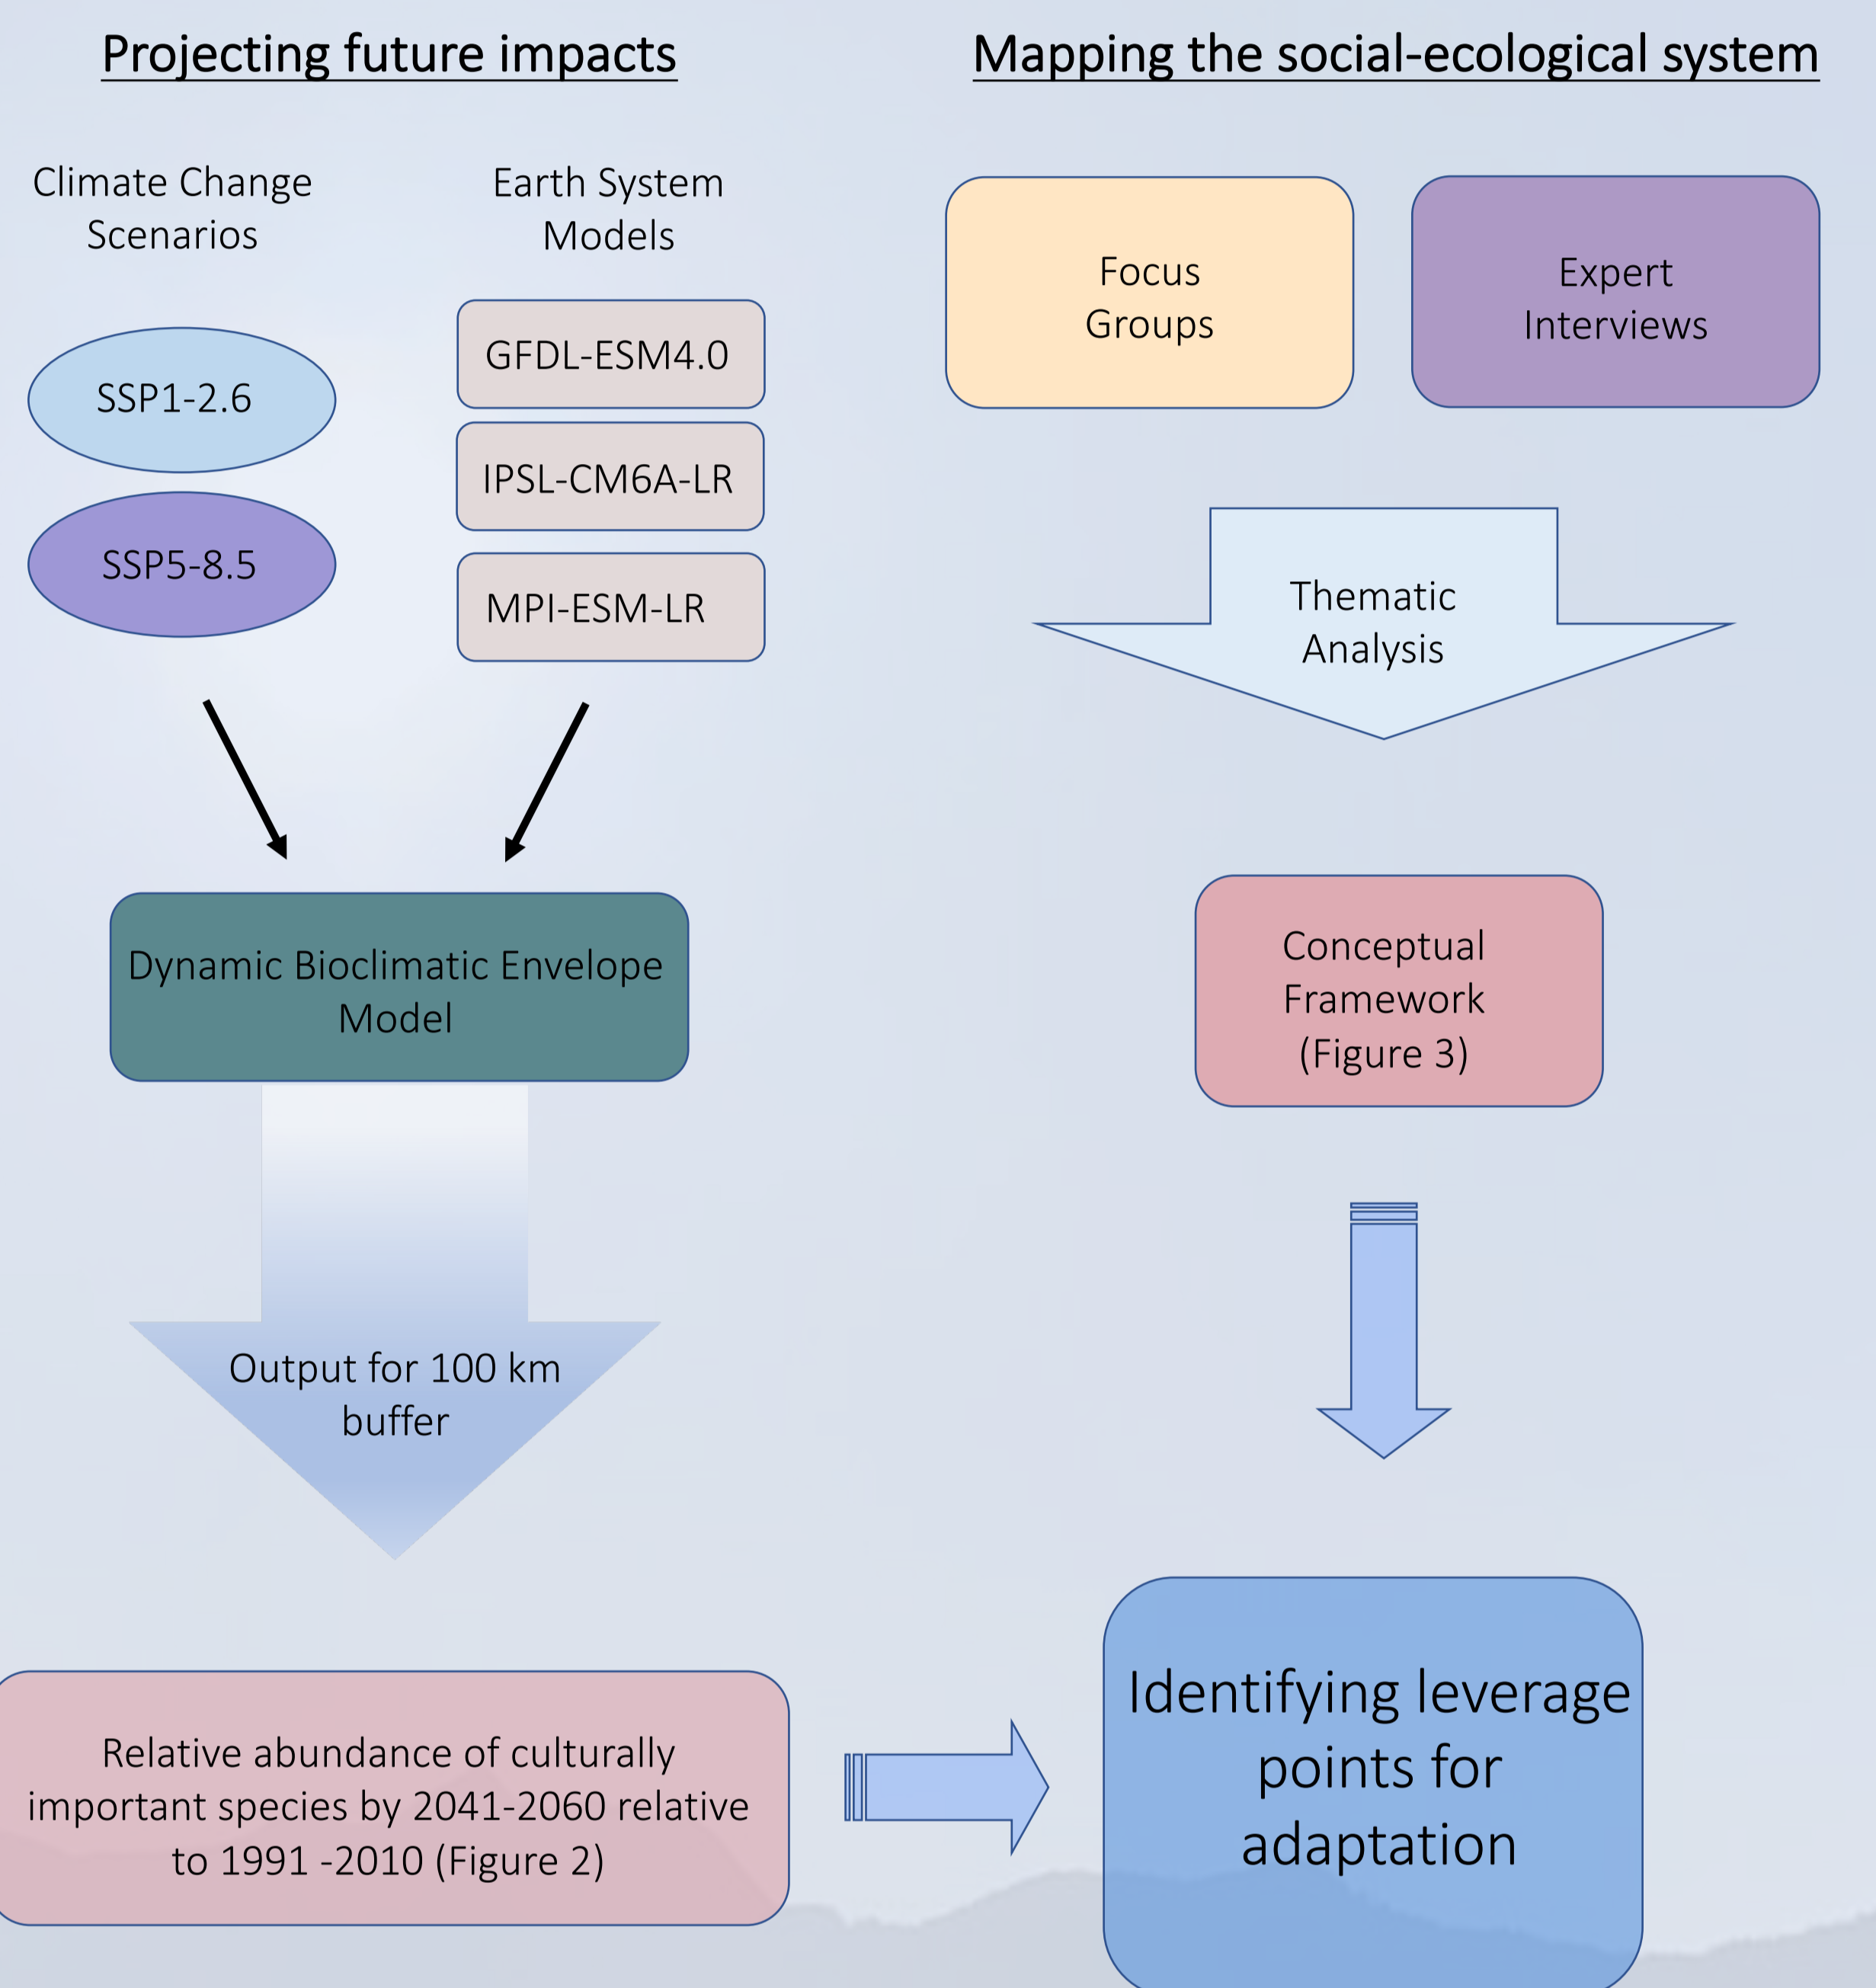 Projecting future impacts
Climate Change
Scenarios
Earth System
Models
SSP1-2.6
SSP5-8.5
GFDL-ESM4.0
IPSL-CM6A-LR
MPI-ESM-LR
Dynamic Bioclimatic Envelope
Model
Output for 100 km
buffer
Relative abundance of culturally
important species by 2041-2060 relative
to 1991 -2010 (Figure 2)
Mapping the social-ecological system
Focus
Groups
Expert
Interviews
Thematic
Analysis
Conceptual
Framework
(Figure 3)
Identifying leverage
points for
adaptation